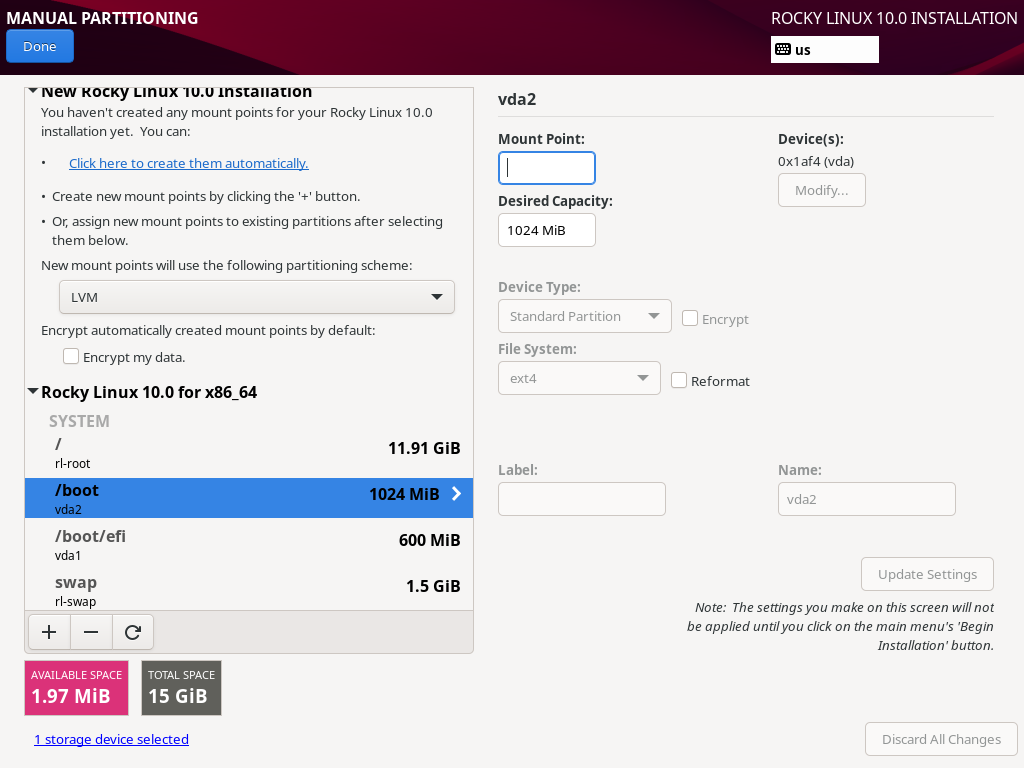 MANUAL PARTITIONING
ROCKY LINUX 10.0 INSTALLATION
Done
us
New Rocky Linux 10.0 Installation
You haven't created any mount points for your Rocky Linux 10.0
installation yet.  You can:
• Click here to create them automatically.
• Create new mount points by clicking the '+' button.
• Or, assign new mount points to existing partitions after selecting
them below.
New mount points will use the following partitioning scheme:
LVM
Encrypt automatically created mount points by default:
Encrypt my data.
Rocky Linux 10.0 for x86_64
SYSTEM
/
11.91 GiB
rl-root
/boot
1024 MiB
vda2
/boot/efi
600 MiB
vda1
swap
1.5 GiB
rl-swap
AVAILABLE SPACE
1.97 MiB
TOTAL SPACE
15 GiB
1 storage device selected
vda2
Mount Point:
Device(s):
0x1af4 (vda)
Modify...
Desired Capacity:
1024 MiB
Device Type:
Standard Partition
Encrypt
File System:
ext4
Reformat
Label:
Name:
vda2
Update Settings
Note:  The settings you make on this screen will not
be applied until you click on the main menu's 'Begin
Installation' button.
Discard All Changes